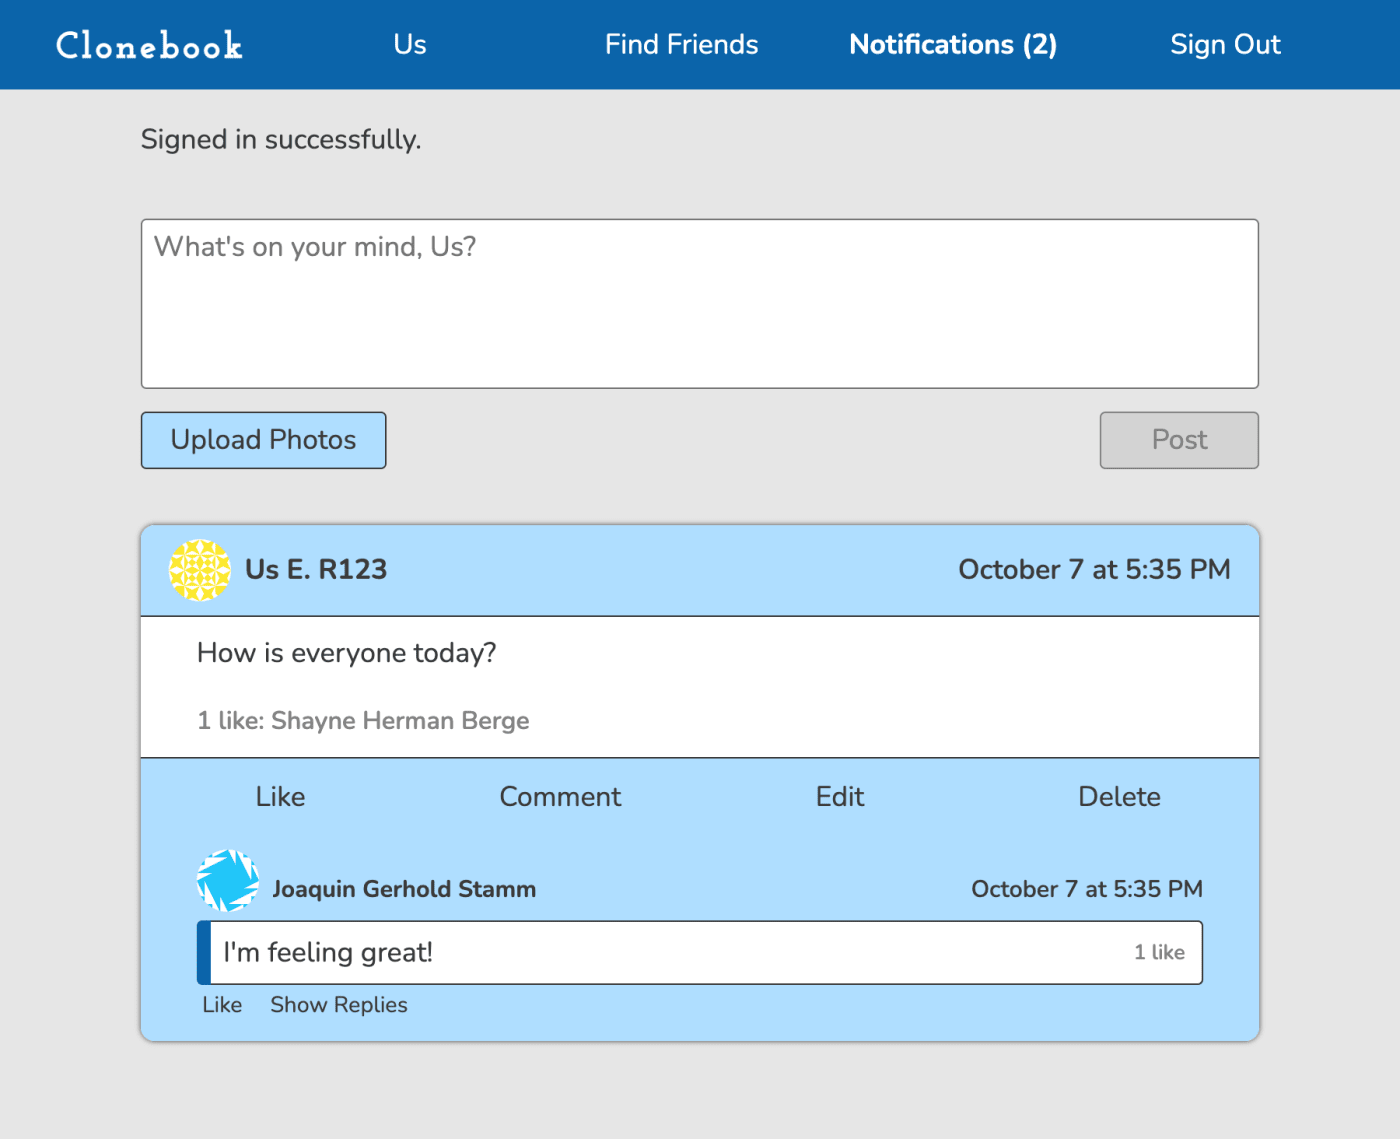 Clonebook Us Find Friends Notifications (2) Sign Out
Signed in successfully.
What's on your mind, Us?
Upload Photos Post
Us E. R123 October 7 at 5:35 PM
How is everyone today?
1 like: Shayne Herman Berge
Like Comment Edit Delete
Joaquin Gerhold Stamm October 7 at 5:35 PM
I'm feeling great! 1 like
Like Show Replies